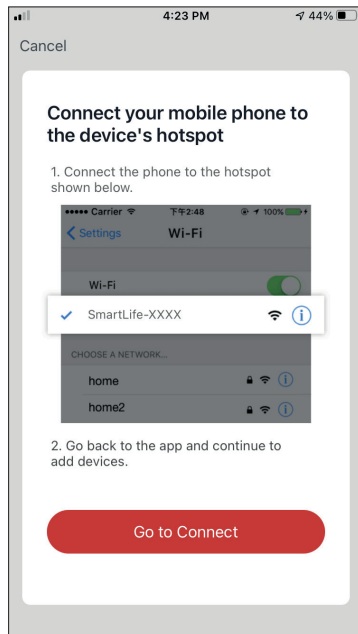 4:23 PM
44%
Cancel
Connect your mobile phone to
the device's hotspot
1. Connect the phone to the hotspot
shown below.
Carrier
下午2:48
100%
Settings
Wi-Fi
Wi-Fi
SmartLife-XXXX
CHOOSE A NETWORK...
home
home2
2. Go back to the app and continue to
add devices.
Go to Connect